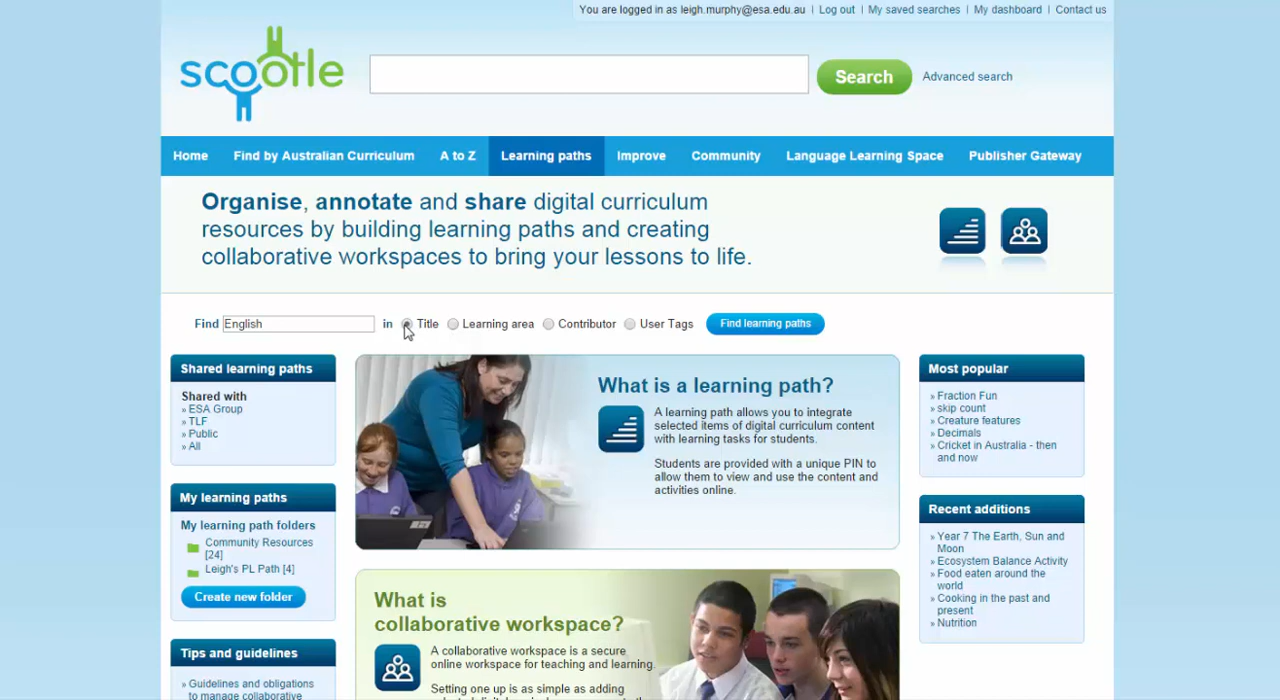 You are logged in as leigh.murphy@esa.edu.au | Log out | My saved searches | My dashboard | Contact us
scootle
Search
Advanced search
Home
Find by Australian Curriculum
A to Z
Learning paths
Improve
Community
Language Learning Space
Publisher Gateway
Organise, annotate and share digital curriculum
resources by building learning paths and creating
collaborative workspaces to bring your lessons to life.
Find English in Title Learning area Contributor User Tags Find learning paths
Shared learning paths
Shared with
» ESA Group
» TLF
» Public
» All
My learning paths
My learning path folders
Community Resources
[24]
Leigh's PL Path [4]
Create new folder
Tips and guidelines
» Guidelines and obligations
to manage collaborative
What is a learning path?
A learning path allows you to integrate
selected items of digital curriculum content
with learning tasks for students.
Students are provided with a unique PIN to
allow them to view and use the content and
activities online.
What is
collaborative workspace?
A collaborative workspace is a secure
online workspace for teaching and learning.
Setting one up is as simple as adding
Most popular
» Fraction Fun
» skip count
» Creature features
» Decimals
» Cricket in Australia - then
and now
Recent additions
» Year 7 The Earth, Sun and
Moon
» Ecosystem Balance Activity
» Food eaten around the
world
» Cooking in the past and
present
» Nutrition